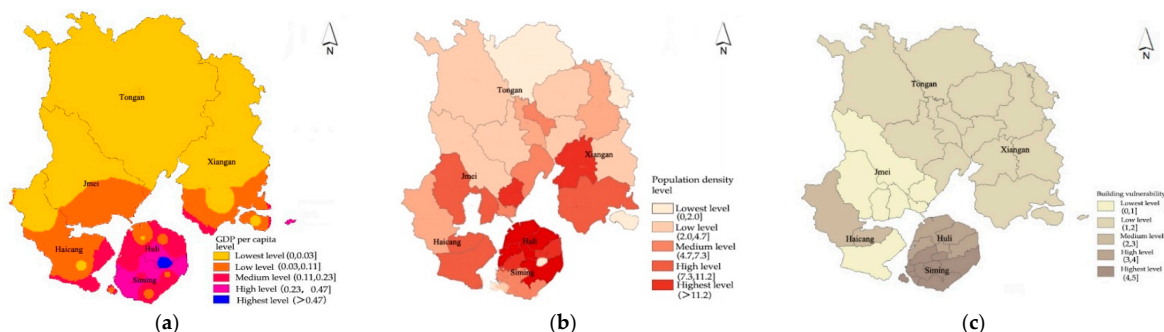 N
Tongan
Xiangan
Jmei
Haicang
Huli
Siming
GDP per capita
level
Lowest level (0,0.03)
Low level (0.03,0.11]
Medium level (0.11,0.23]
High level (0.23, 0.47]
Highest level (>0.47)
(a)
N
Tongan
Xiangan
Jmei
Haicang
Huli
Siming
Population density
level
Lowest level
(0,2.0]
Low level
(2.0,4.7]
Medium level
(4.7,7.3]
High level
(7.3,11.2]
Highest level
(>11.2)
(b)
N
Tongan
Xiangan
Jmei
Haicang
Huli
Siming
Building vulnerability
Lowest level
(0,1]
Low level
(1,2]
Medium level
(2,3]
High level
(3,4]
Highest level
(4,5]
(c)